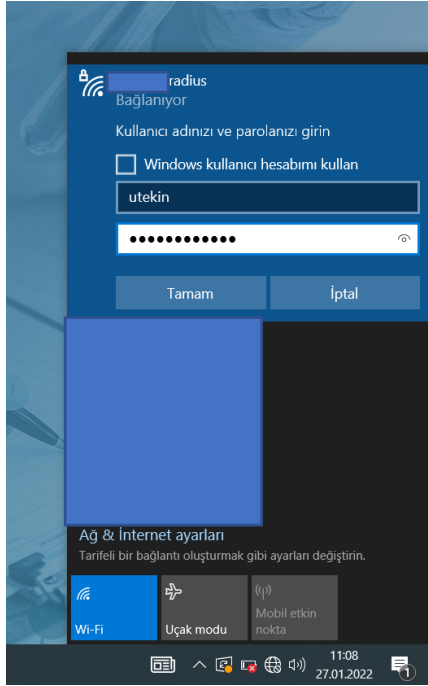 radius
Bağlanıyor
Kullanıcı adınızı ve parolanızı girin
Windows kullanıcı hesabımı kullan
utekin
●●●●●●●●●●●●
Tamam
İptal
Ağ & İnternet ayarları
Tarifeli bir bağlantı oluşturmak gibi ayarları değiştirin.
Wi-Fi
Uçak modu
Mobil etkin
nokta
11:08
27.01.2022
1